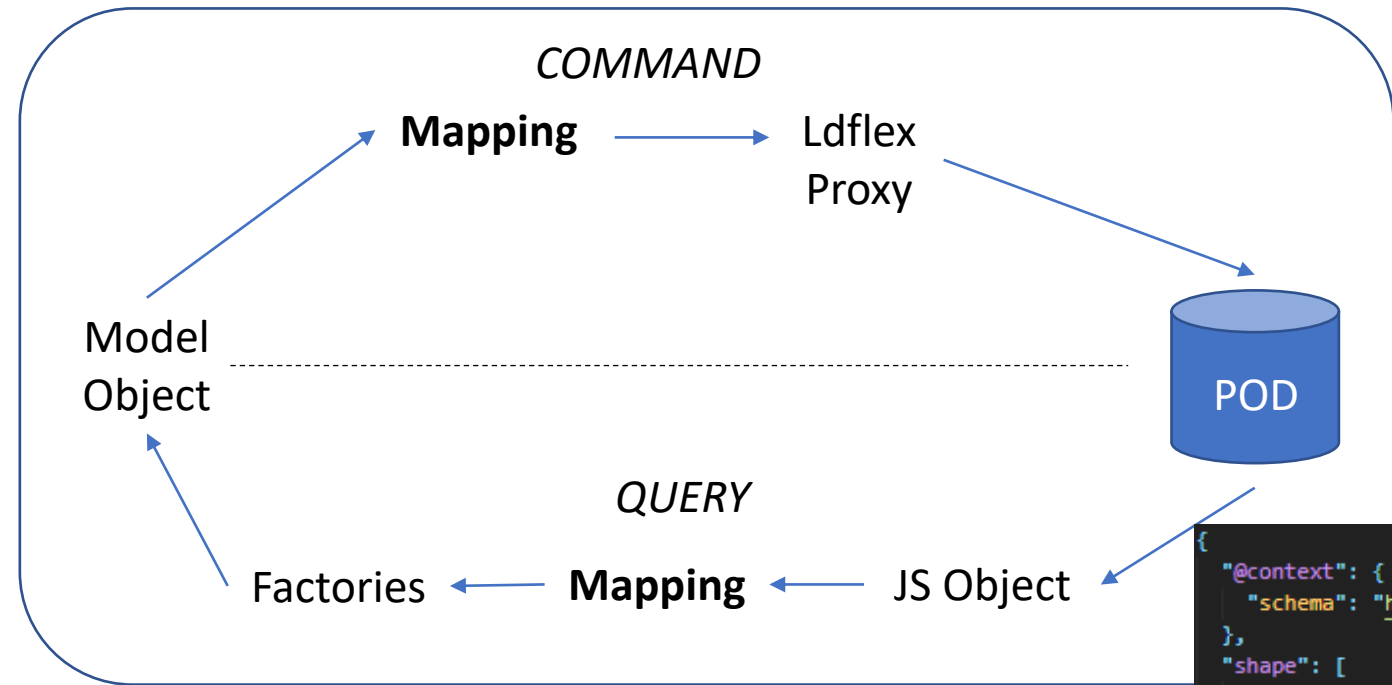 COMMAND
Mapping
Ldflex
Proxy
Model
Object
POD
QUERY
Factories
Mapping
JS Object
{
"@context": {
"schema": "h
},
"shape": [